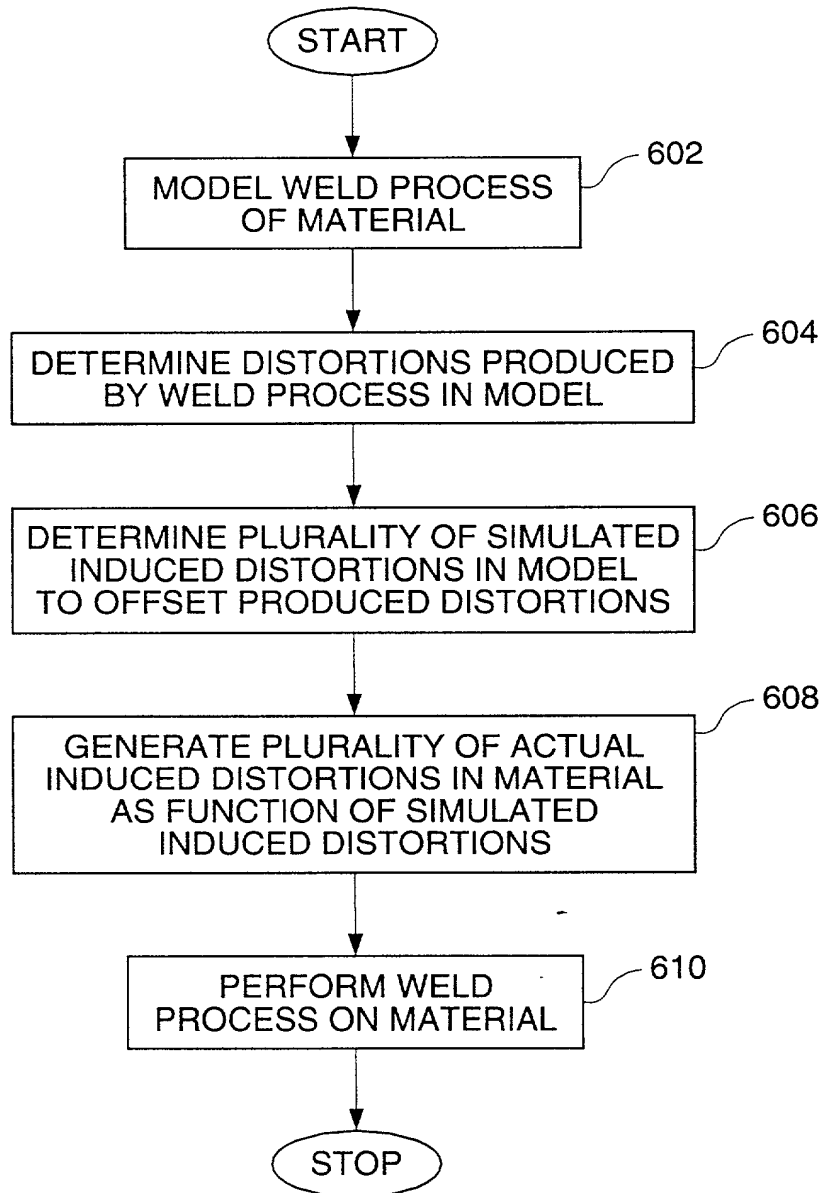 START
602
MODEL WELD PROCESS
OF MATERIAL
604
DETERMINE DISTORTIONS PRODUCED
BY WELD PROCESS IN MODEL
606
DETERMINE PLURALITY OF SIMULATED
INDUCED DISTORTIONS IN MODEL
TO OFFSET PRODUCED DISTORTIONS
608
GENERATE PLURALITY OF ACTUAL
INDUCED DISTORTIONS IN MATERIAL
AS FUNCTION OF SIMULATED
INDUCED DISTORTIONS
610
PERFORM WELD
PROCESS ON MATERIAL
STOP